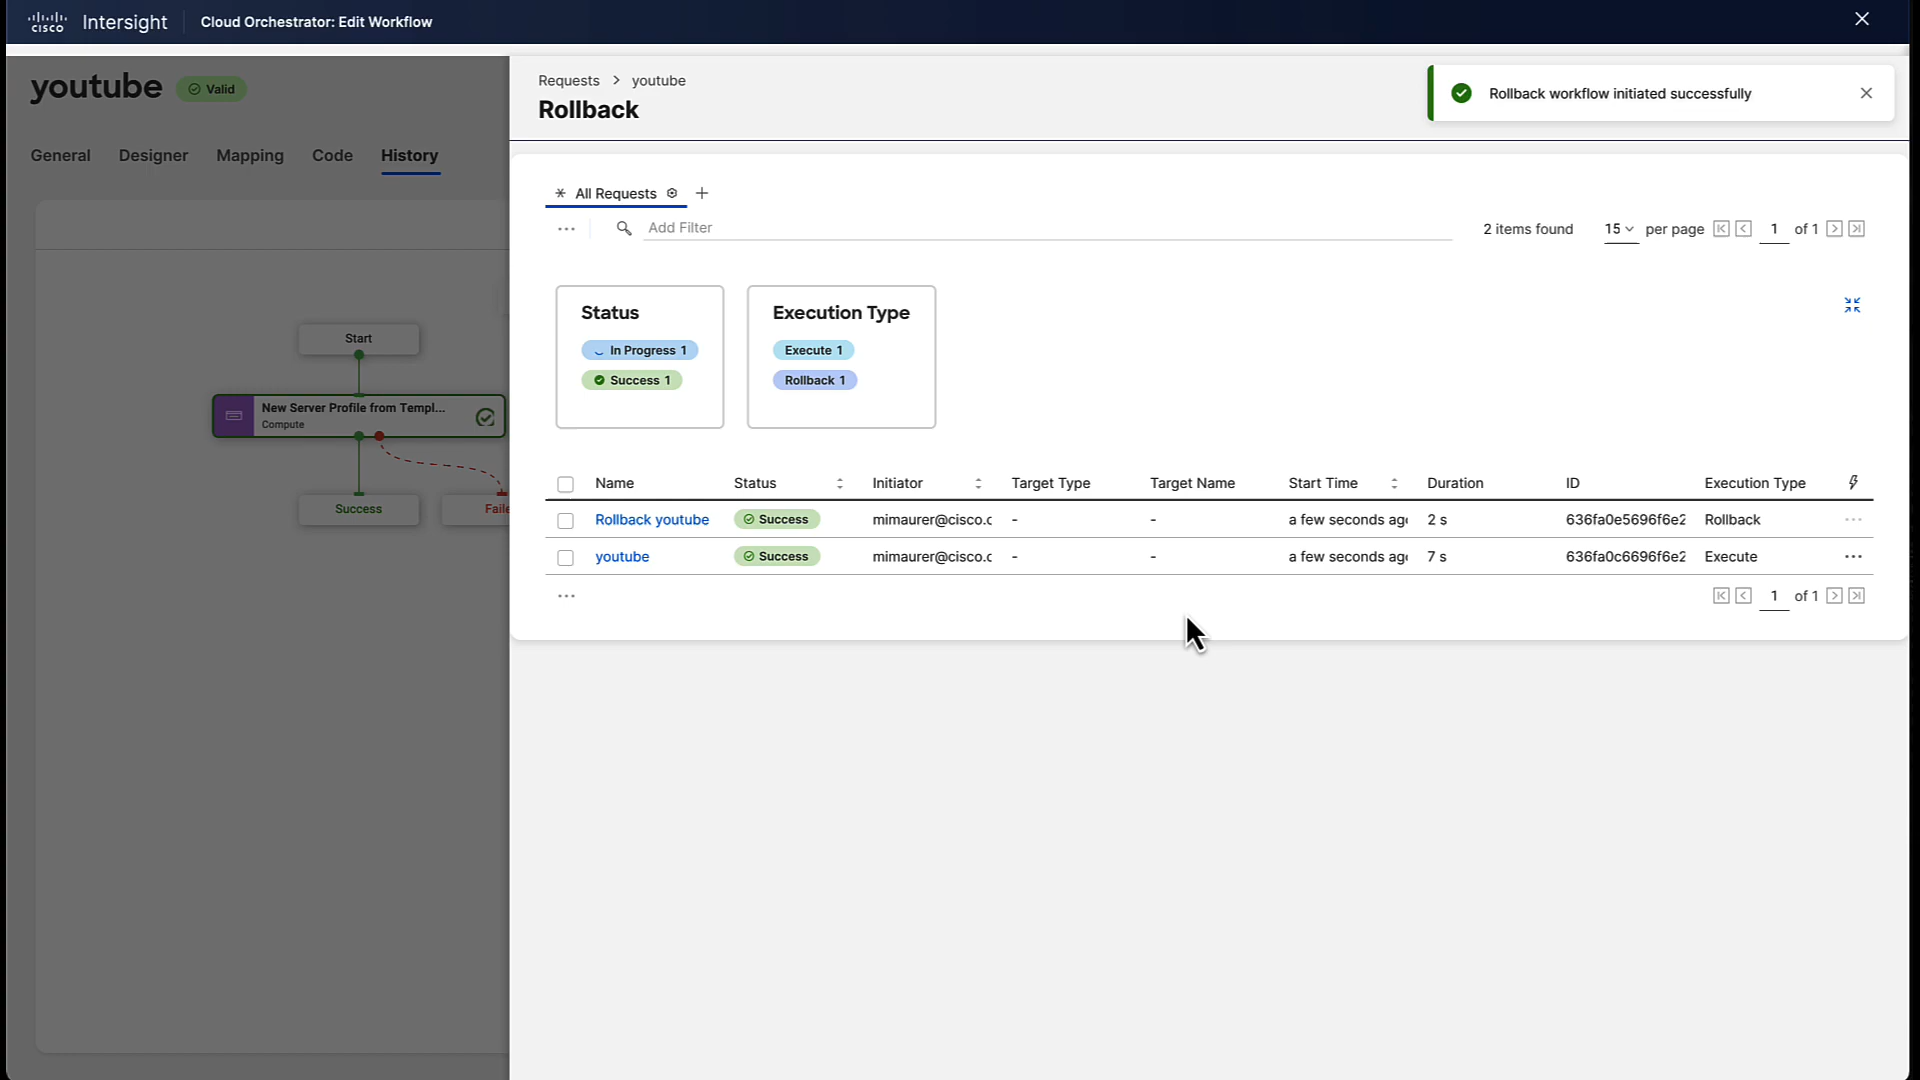 cisco Intersight Cloud Orchestrator: Edit Workflow
youtube Valid
General Designer Mapping Code History
Start
New Server Profile from Templ...
Compute
Success
Faile
Requests > youtube
Rollback
Rollback workflow initiated successfully
All Requests
Add Filter
2 items found 15 per page 1 of 1
Status
In Progress 1
Success 1
Execution Type
Execute 1
Rollback 1
Name Status Initiator Target Type Target Name Start Time Duration ID Execution Type
Rollback youtube Success mimaurer@cisco.c - - a few seconds ago 2 s 636fa0e5696f6e2 Rollback ...
youtube Success mimaurer@cisco.c - - a few seconds ago 7 s 636fa0c6696f6e2 Execute ...
... 1 of 1